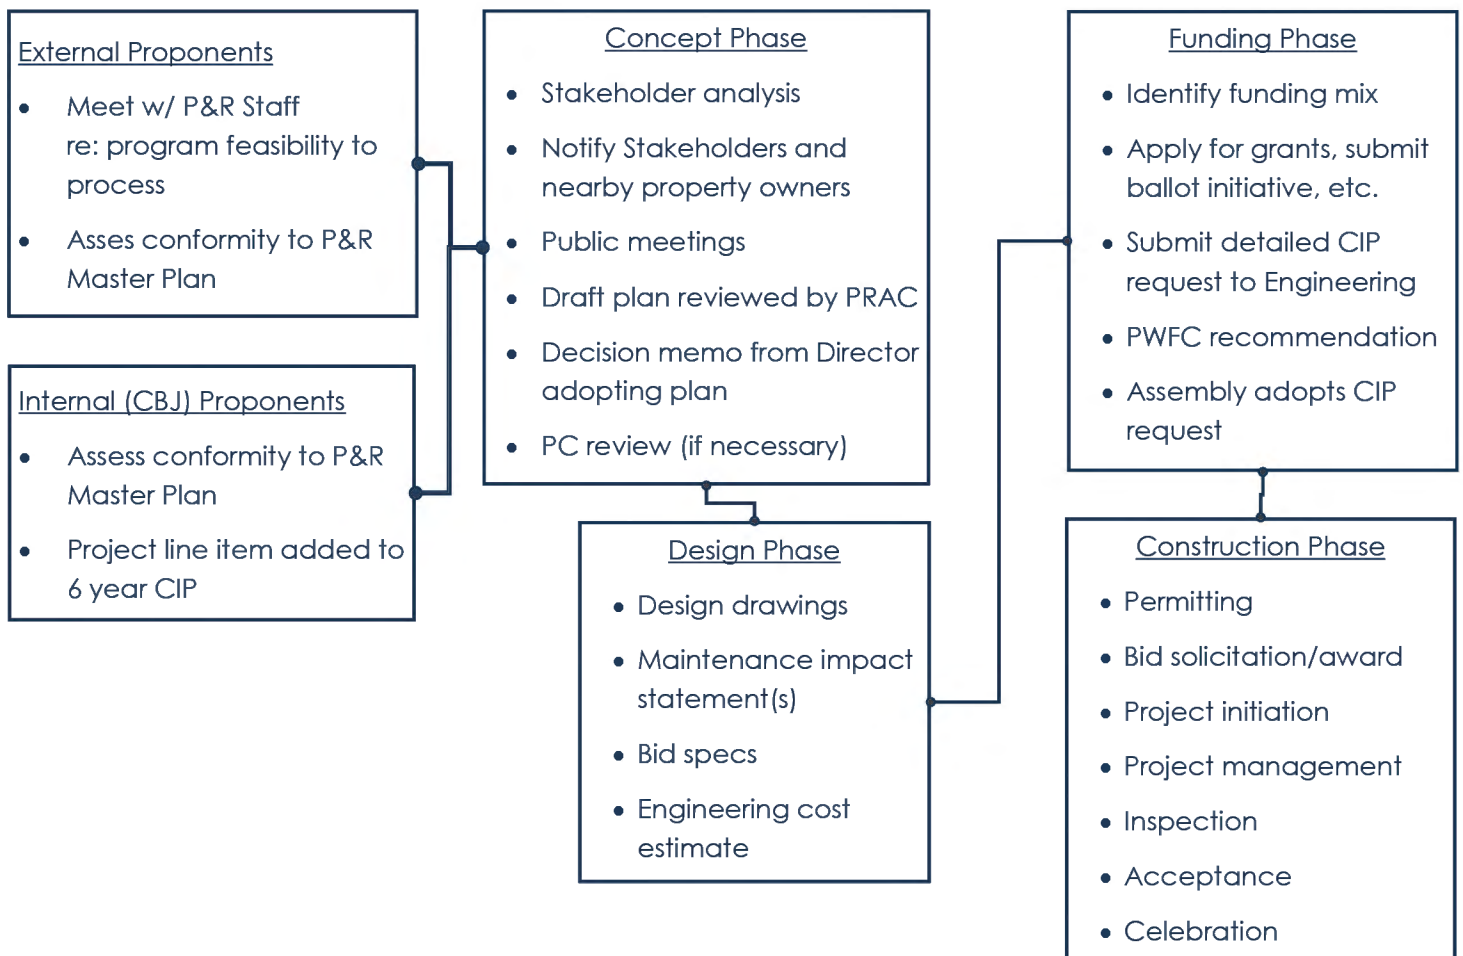 External Proponents
• Meet w/ P&R Staff
re: program feasibility to
process
• Asses conformity to P&R
Master Plan
Internal (CBJ) Proponents
• Assess conformity to P&R
Master Plan
• Project line item added to
6 year CIP
Concept Phase
• Stakeholder analysis
• Notify Stakeholders and
nearby property owners
• Public meetings
• Draft plan reviewed by PRAC
• Decision memo from Director
adopting plan
• PC review (if necessary)
Design Phase
• Design drawings
• Maintenance impact
statement(s)
• Bid specs
• Engineering cost
estimate
Funding Phase
• Identify funding mix
• Apply for grants, submit
ballot initiative, etc.
• Submit detailed CIP
request to Engineering
• PWFC recommendation
• Assembly adopts CIP
request
Construction Phase
• Permitting
• Bid solicitation/award
• Project initiation
• Project management
• Inspection
• Acceptance
• Celebration